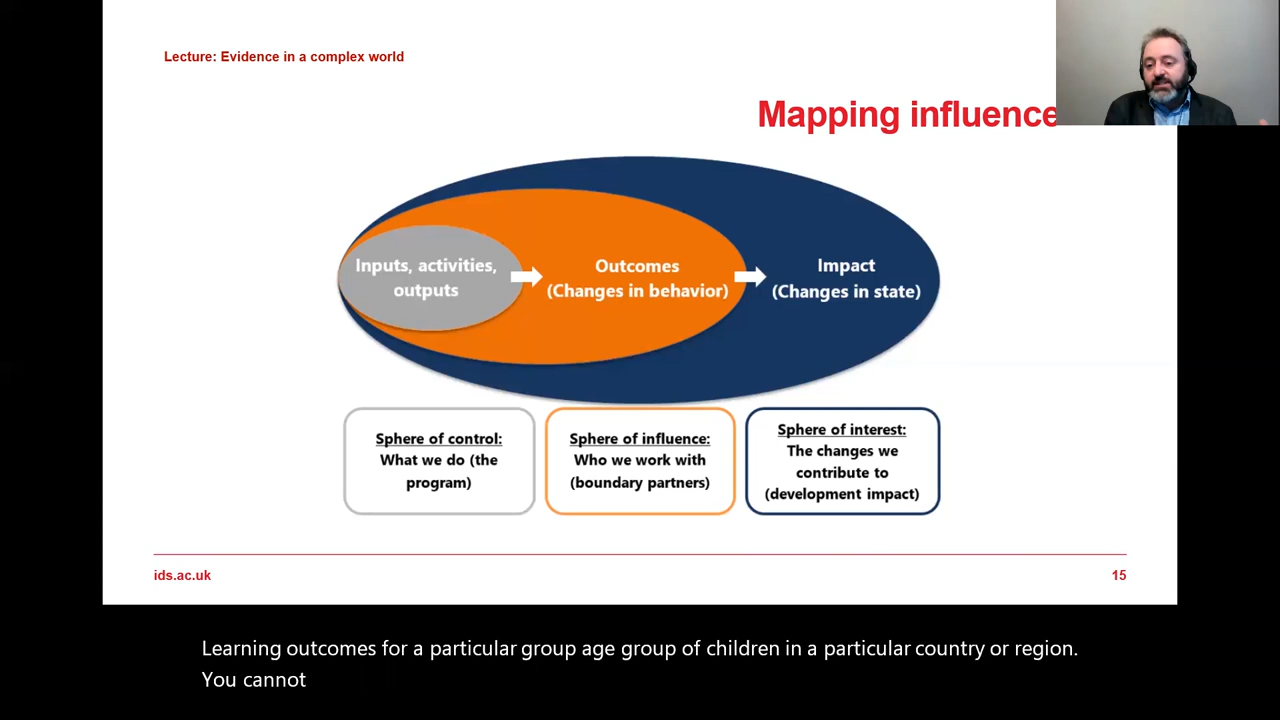 Lecture: Evidence in a complex world
Mapping influence
Inputs, activities,
outputs
Outcomes
(Changes in behavior)
Impact
(Changes in state)
Sphere of control:
What we do (the
program)
Sphere of influence:
Who we work with
(boundary partners)
Sphere of interest:
The changes we
contribute to
(development impact)
ids.ac.uk
15
Learning outcomes for a particular group age group of children in a particular country or region.
You cannot